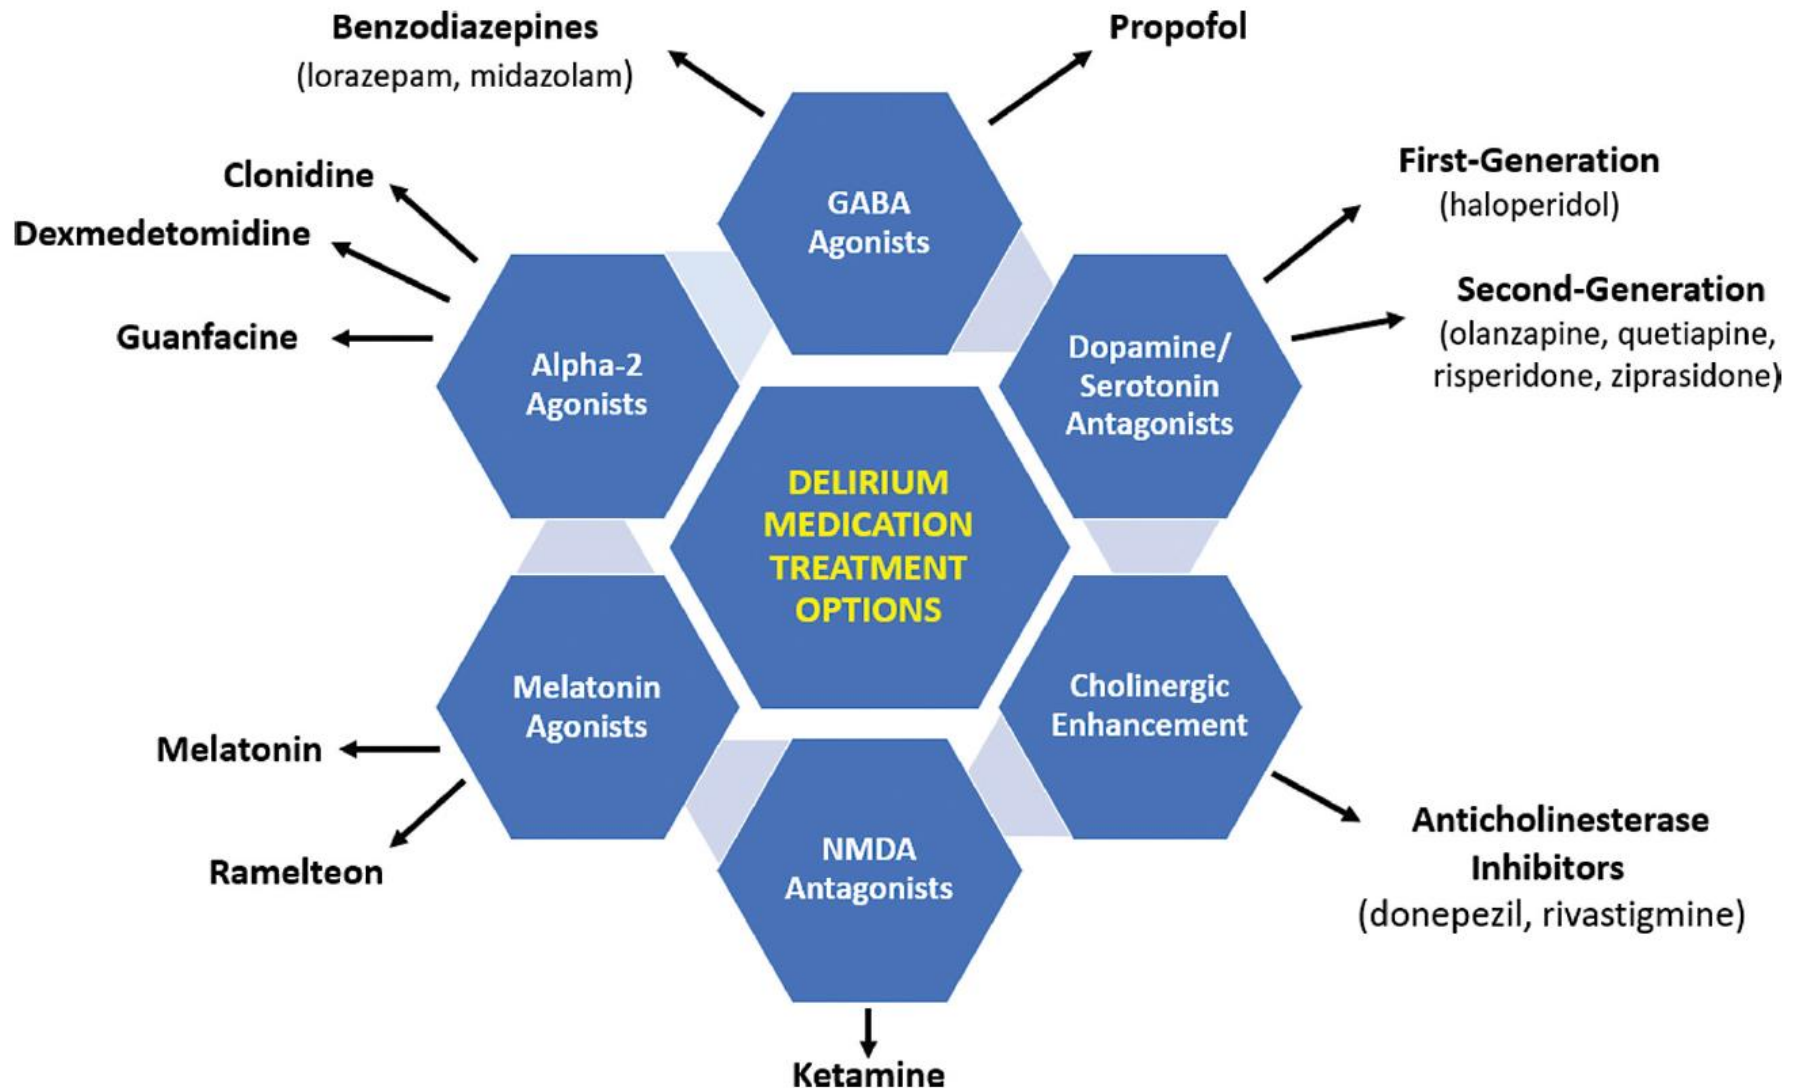 Benzodiazepines
(lorazepam, midazolam)
Propofol
Clonidine
Dexmedetomidine
Guanfacine
GABA
Agonists
First-Generation
(haloperidol)
Second-Generation
(olanzapine, quetiapine,
risperidone, ziprasidone)
Alpha-2
Agonists
Dopamine/
Serotonin
Antagonists
DELIRIUM
MEDICATION
TREATMENT
OPTIONS
Melatonin
Agonists
Cholinergic
Enhancement
Melatonin
Ramelteon
NMDA
Antagonists
Anticholinesterase
Inhibitors
(donepezil, rivastigmine)
Ketamine